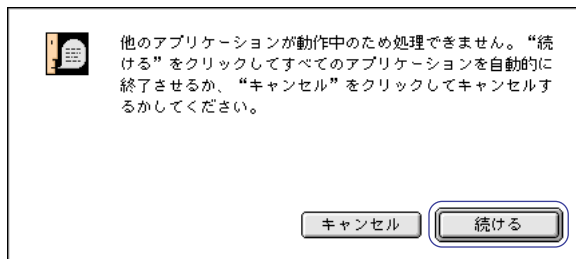 他のアプリケーションが動作中のため処理できません。“続
ける”をクリックしてすべてのアプリケーションを自動的に
終了させるか、“キャンセル”をクリックしてキャンセルす
るかしてください。
キャンセル
続ける